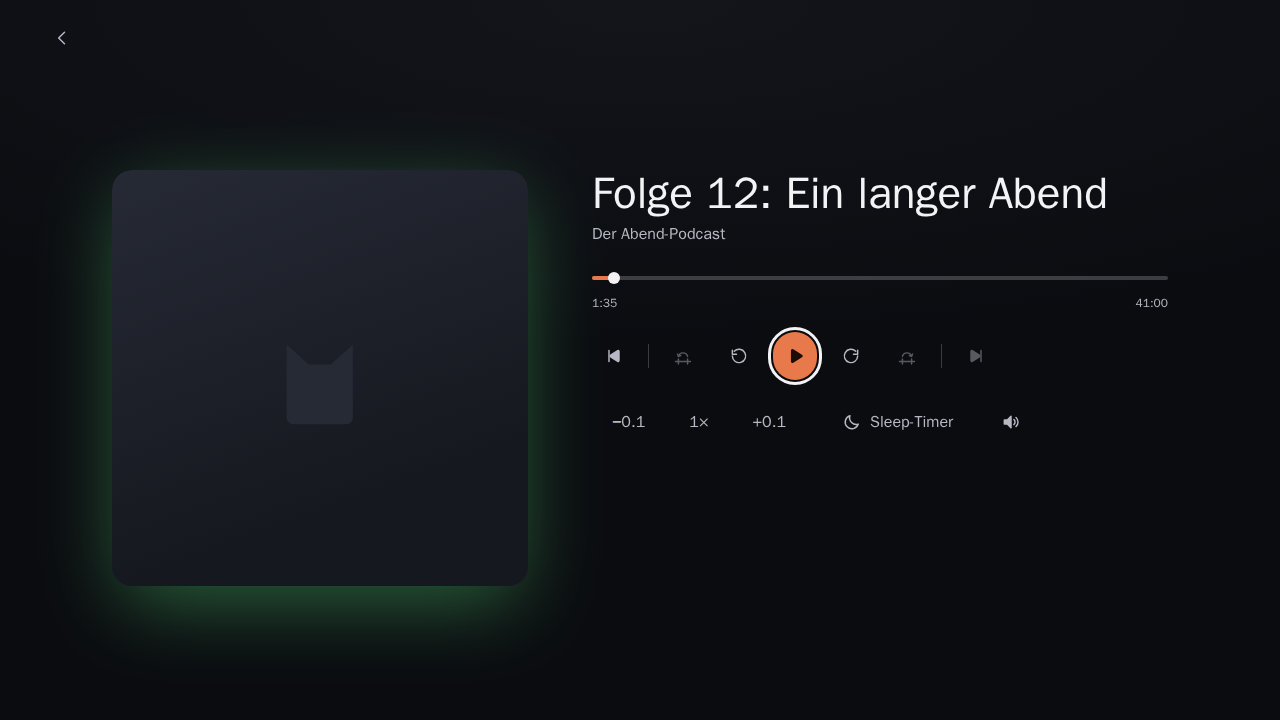 Folge 12: Ein langer Abend
Der Abend-Podcast
1:35 41:00
−0.1 1× +0.1 Sleep-Timer